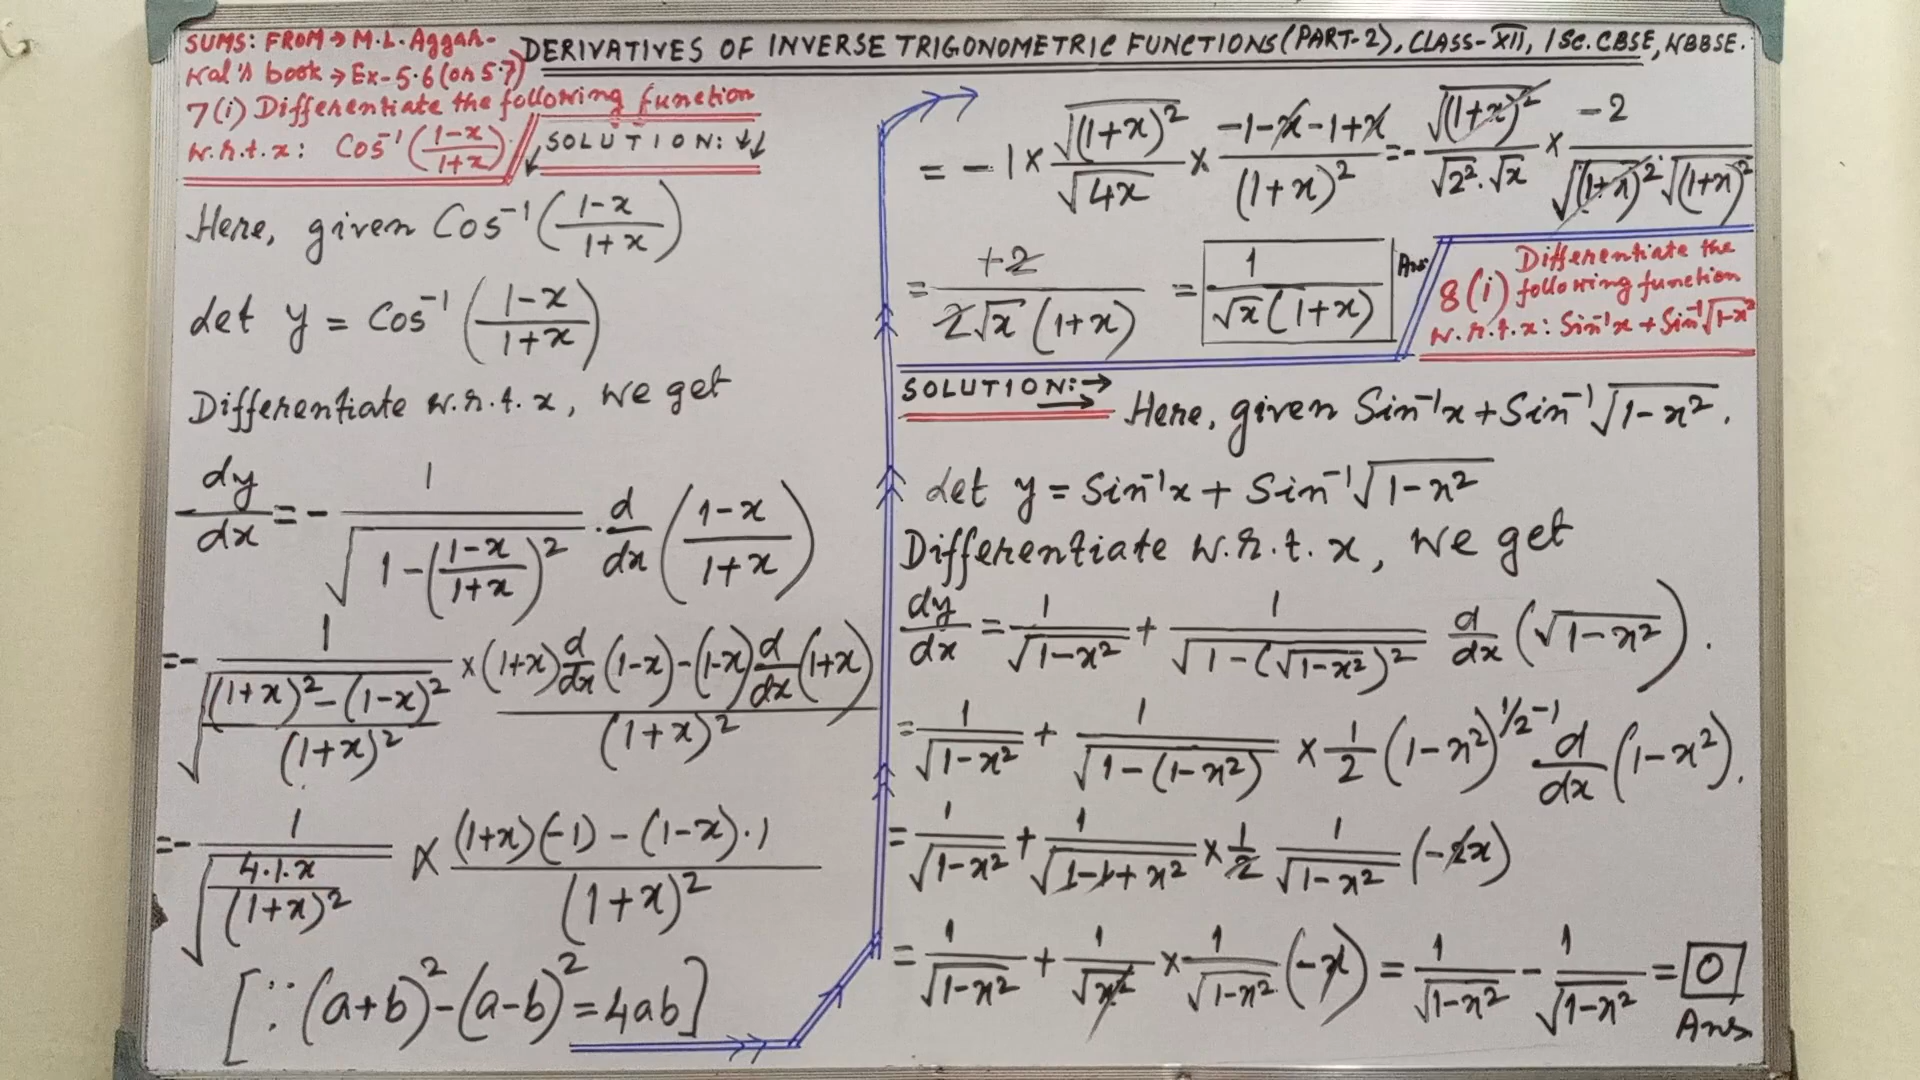 SUMS: FROM → M.L. Aggar-
wal's book → Ex-5.6 (or 5.7)
DERIVATIVES OF INVERSE TRIGONOMETRIC FUNCTIONS (PART-2), CLASS-XII, ISC. CBSE, WBBSE.
7(i) Differentiate the following function
w.r.t.x: Cos⁻¹((1-x)/(1+x))
SOLUTION: ↓↓
Here, given Cos⁻¹((1-x)/(1+x))
Let y = Cos⁻¹((1-x)/(1+x))
Differentiate w.r.t. x, we get
dy/dx = - 1/√(1-((1-x)/(1+x))²) · d/dx((1-x)/(1+x))
= - 1/√(((1+x)²-(1-x)²)/(1+x)²) × ((1+x) d/dx(1-x) - (1-x) d/dx(1+x))/(1+x)²
= - 1/√(4.1.x/(1+x)²) × ((1+x)(-1) - (1-x)·1)/(1+x)²
[∵ (a+b)²-(a-b)² = 4ab]
= - 1 × √(1+x)²/√4x × (-1-x-1+x)/(1+x)² = - √(1+x)²/(√2².√x) × -2/(√(1+x)² √(1+x)²)
= +2/(2√x(1+x)) = 1/(√x(1+x)) Ans
8(i) Differentiate the
following function
w.r.t.x: Sin⁻¹x + Sin⁻¹√(1-x²)
SOLUTION: → Here, given Sin⁻¹x + Sin⁻¹√(1-x²).
Let y = Sin⁻¹x + Sin⁻¹√(1-x²)
Differentiate w.r.t. x, we get
dy/dx = 1/√(1-x²) + 1/√(1-(√(1-x²))²) d/dx (√(1-x²)).
= 1/√(1-x²) + 1/√(1-(1-x²)) × 1/2 (1-x²)^(1/2-1) d/dx (1-x²).
= 1/√(1-x²) + 1/√(1-1+x²) × 1/2 1/√(1-x²) (-2x)
= 1/√(1-x²) + 1/√x² × 1/√(1-x²) (-x) = 1/√(1-x²) - 1/√(1-x²) = 0
Ans